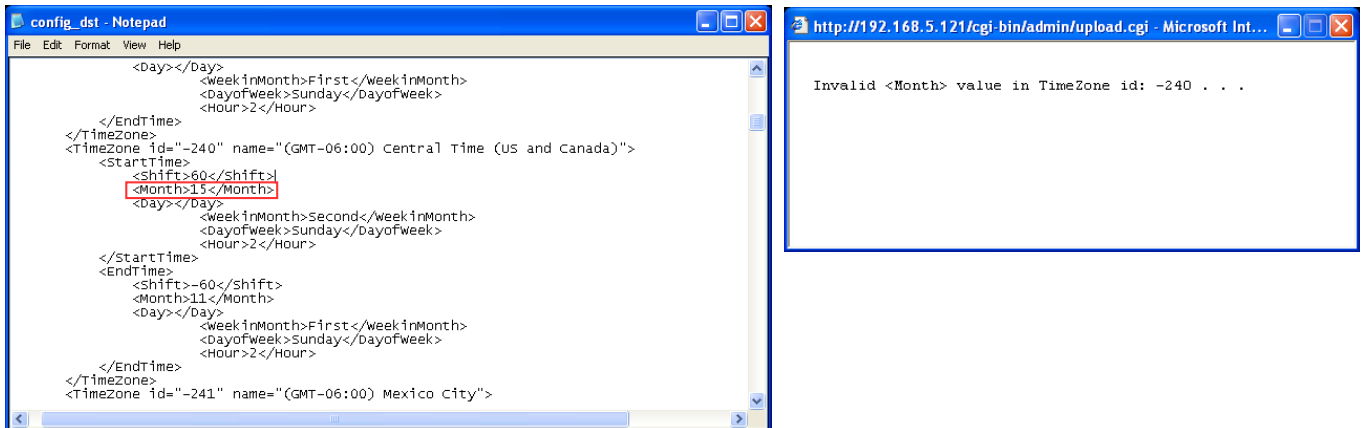 config_dst - Notepad
File Edit Format View Help
<Day></Day>
<WeekinMonth>First</WeekinMonth>
<DayofWeek>Sunday</DayofWeek>
<Hour>2</Hour>
</EndTime>
</TimeZone>
<TimeZone id="-240" name="(GMT-06:00) Central Time (US and Canada)">
<StartTime>
<Shift>60</Shift>
<Month>15</Month>
<Day></Day>
<WeekinMonth>Second</WeekinMonth>
<DayofWeek>Sunday</DayofWeek>
<Hour>2</Hour>
</StartTime>
<EndTime>
<Shift>-60</Shift>
<Month>11</Month>
<Day></Day>
<WeekinMonth>First</WeekinMonth>
<DayofWeek>Sunday</DayofWeek>
<Hour>2</Hour>
</EndTime>
</TimeZone>
<TimeZone id="-241" name="(GMT-06:00) Mexico City">
http://192.168.5.121/cgi-bin/admin/upload.cgi - Microsoft Int...
Invalid <Month> value in TimeZone id: -240 . . .